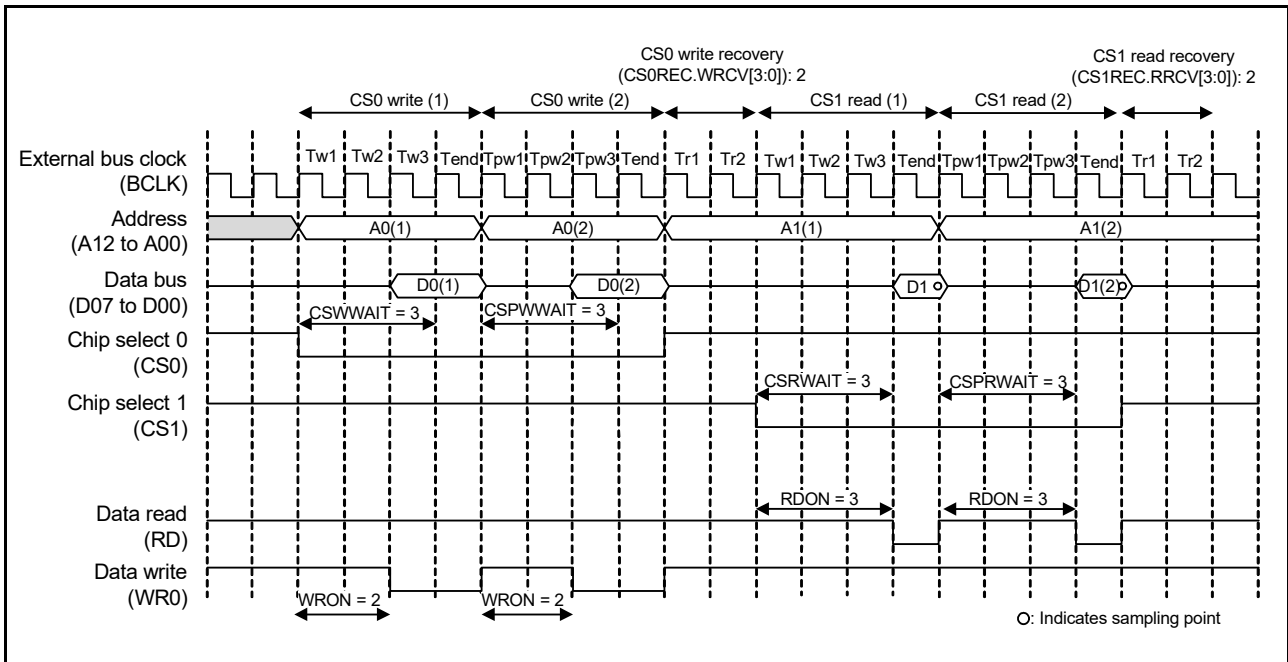 CS0 write recovery
(CS0REC.WRCV[3:0]): 2
CS1 read recovery
(CS1REC.RRCV[3:0]): 2
CS0 write (1)
CS0 write (2)
CS1 read (1)
CS1 read (2)
Tw1 Tw2 Tw3 Tend Tpw1 Tpw2 Tpw3 Tend Tr1 Tr2 Tw1 Tw2 Tw3 Tend Tpw1 Tpw2 Tpw3 Tend Tr1 Tr2
External bus clock
(BCLK)
Address
(A12 to A00)
A0(1) A0(2) A1(1) A1(2)
Data bus
(D07 to D00)
D0(1) D0(2) D1 D1(2)
CSWWAIT = 3 CSPWWAIT = 3
Chip select 0
(CS0)
CSRWAIT = 3 CSPRWAIT = 3
Chip select 1
(CS1)
RDON = 3 RDON = 3
Data read
(RD)
Data write
(WR0)
WRON = 2 WRON = 2
O: Indicates sampling point